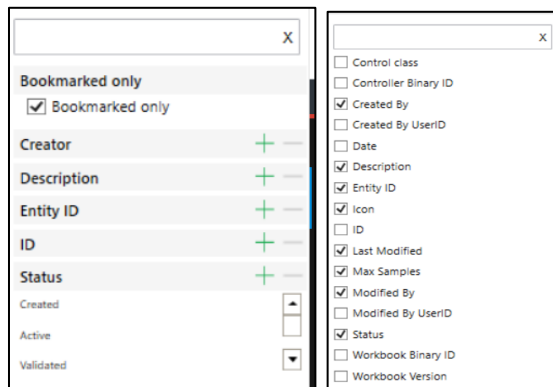 X
Bookmarked only
Bookmarked only
Creator
Description
Entity ID
ID
Status
Created
Active
Validated
X
Control class
Controller Binary ID
Created By
Created By UserID
Date
Description
Entity ID
Icon
ID
Last Modified
Max Samples
Modified By
Modified By UserID
Status
Workbook Binary ID
Workbook Version